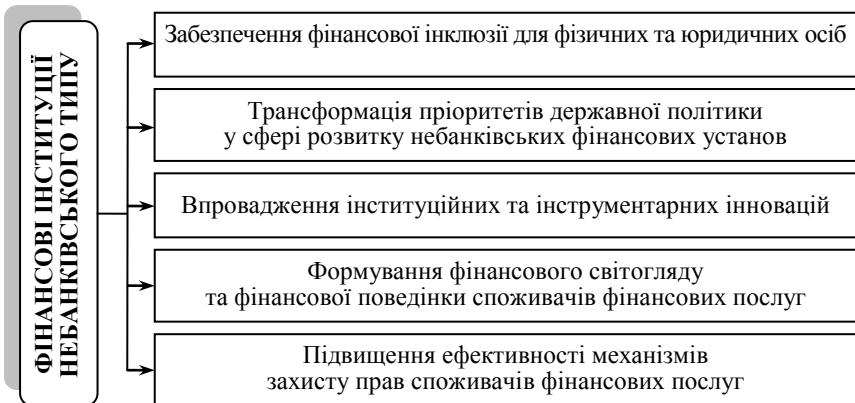 ФІНАНСОВІ ІНСТИТУЦІЇ
НЕБАНКІВСЬКОГО ТИПУ
Забезпечення фінансової інклюзії для фізичних та юридичних осіб
Трансформація пріоритетів державної політики
у сфері розвитку небанківських фінансових установ
Впровадження інституційних та інструментарних інновацій
Формування фінансового світогляду
та фінансової поведінки споживачів фінансових послуг
Підвищення ефективності механізмів
захисту прав споживачів фінансових послуг